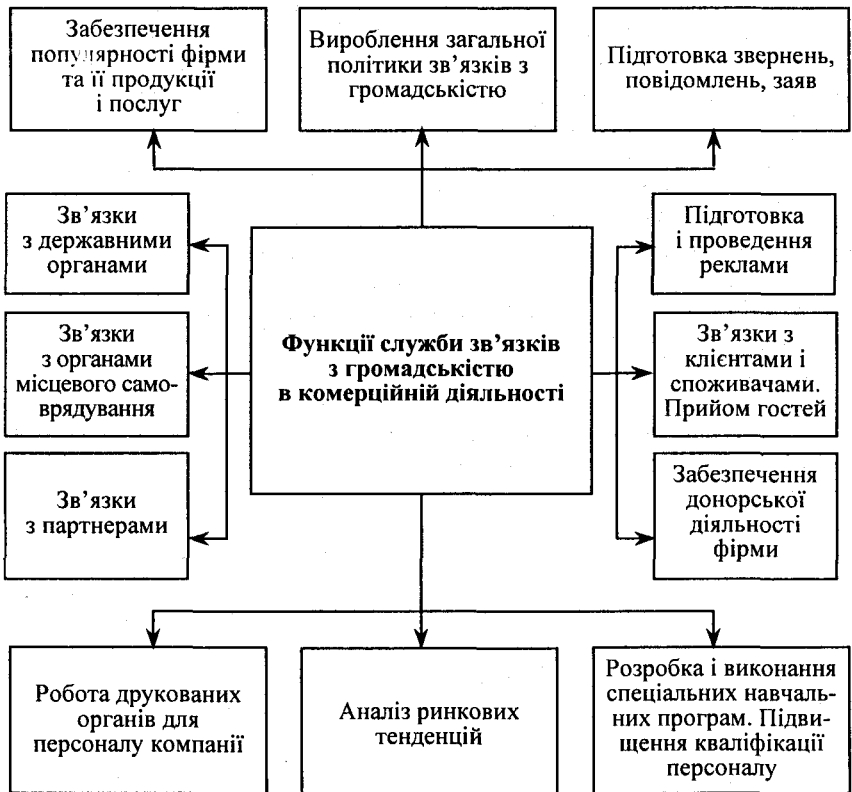 Забезпечення
популярності фірми
та її продукції
і послуг
Вироблення загальної
політики зв’язків з
громадськістю
Підготовка звернень,
повідомлень, заяв
Зв’язки
з державними
органами
Зв’язки
з органами
місцевого само-
врядування
Зв’язки
з партнерами
Функції служби зв’язків
з громадськістю
в комерційній діяльності
Підготовка
і проведення
реклами
Зв’язки з
клієнтами і
споживачами.
Прийом гостей
Забезпечення
донорської
діяльності
фірми
Робота друкованих
органів для
персоналу компанії
Аналіз ринкових
тенденцій
Розробка і виконання
спеціальних навчаль-
них програм. Підви-
щення кваліфікації
персоналу